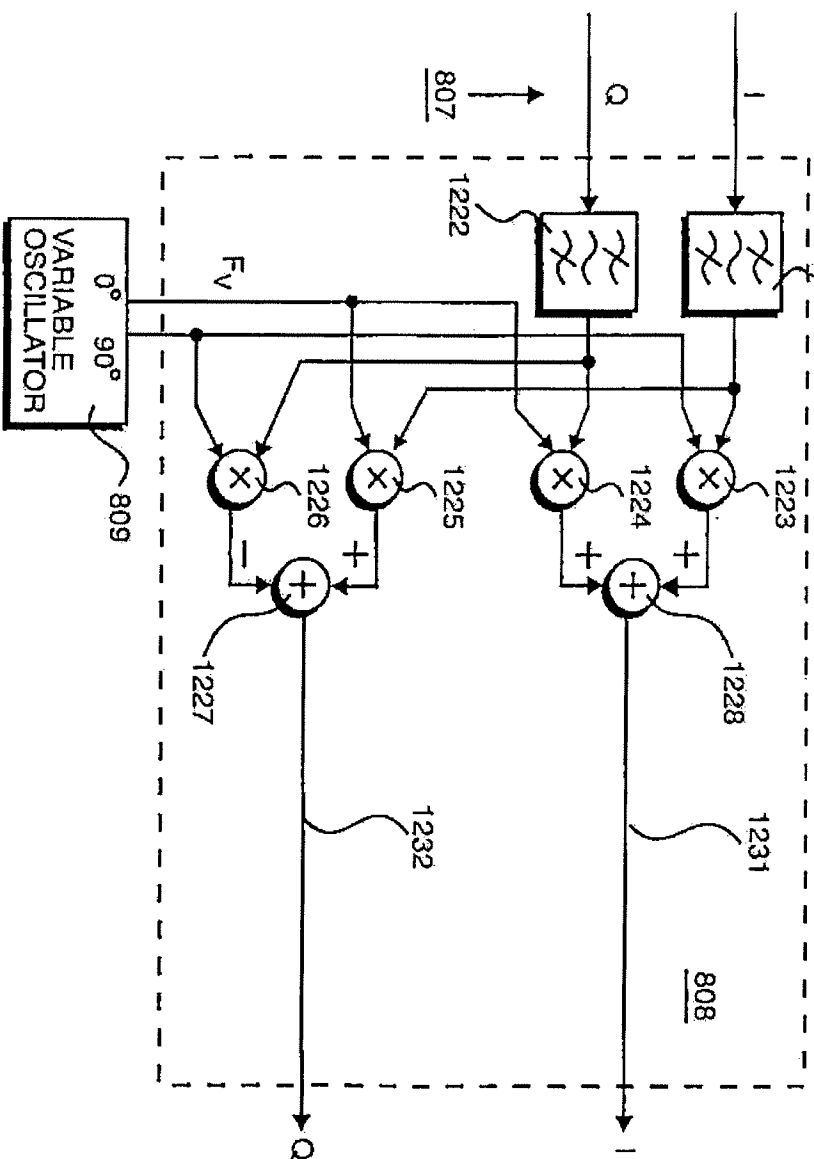 I
1223
1231
1228
+
808
Q
1224
+
+
I
807
1222
1225
1232
+
+
1226
–
Q
F_V
1227
0° 90°
809
VARIABLE
OSCILLATOR